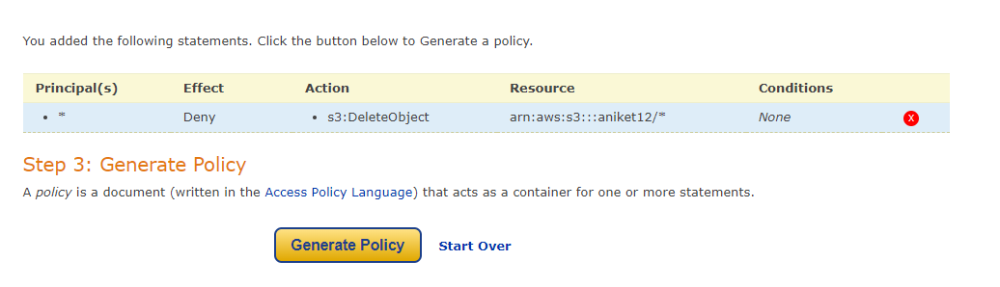 You added the following statements. Click the button below to Generate a policy.
Principal(s) Effect Action Resource Conditions
• * Deny • s3:DeleteObject arn:aws:s3:::aniket12/* None X
Step 3: Generate Policy
A policy is a document (written in the Access Policy Language) that acts as a container for one or more statements.
Generate Policy Start Over